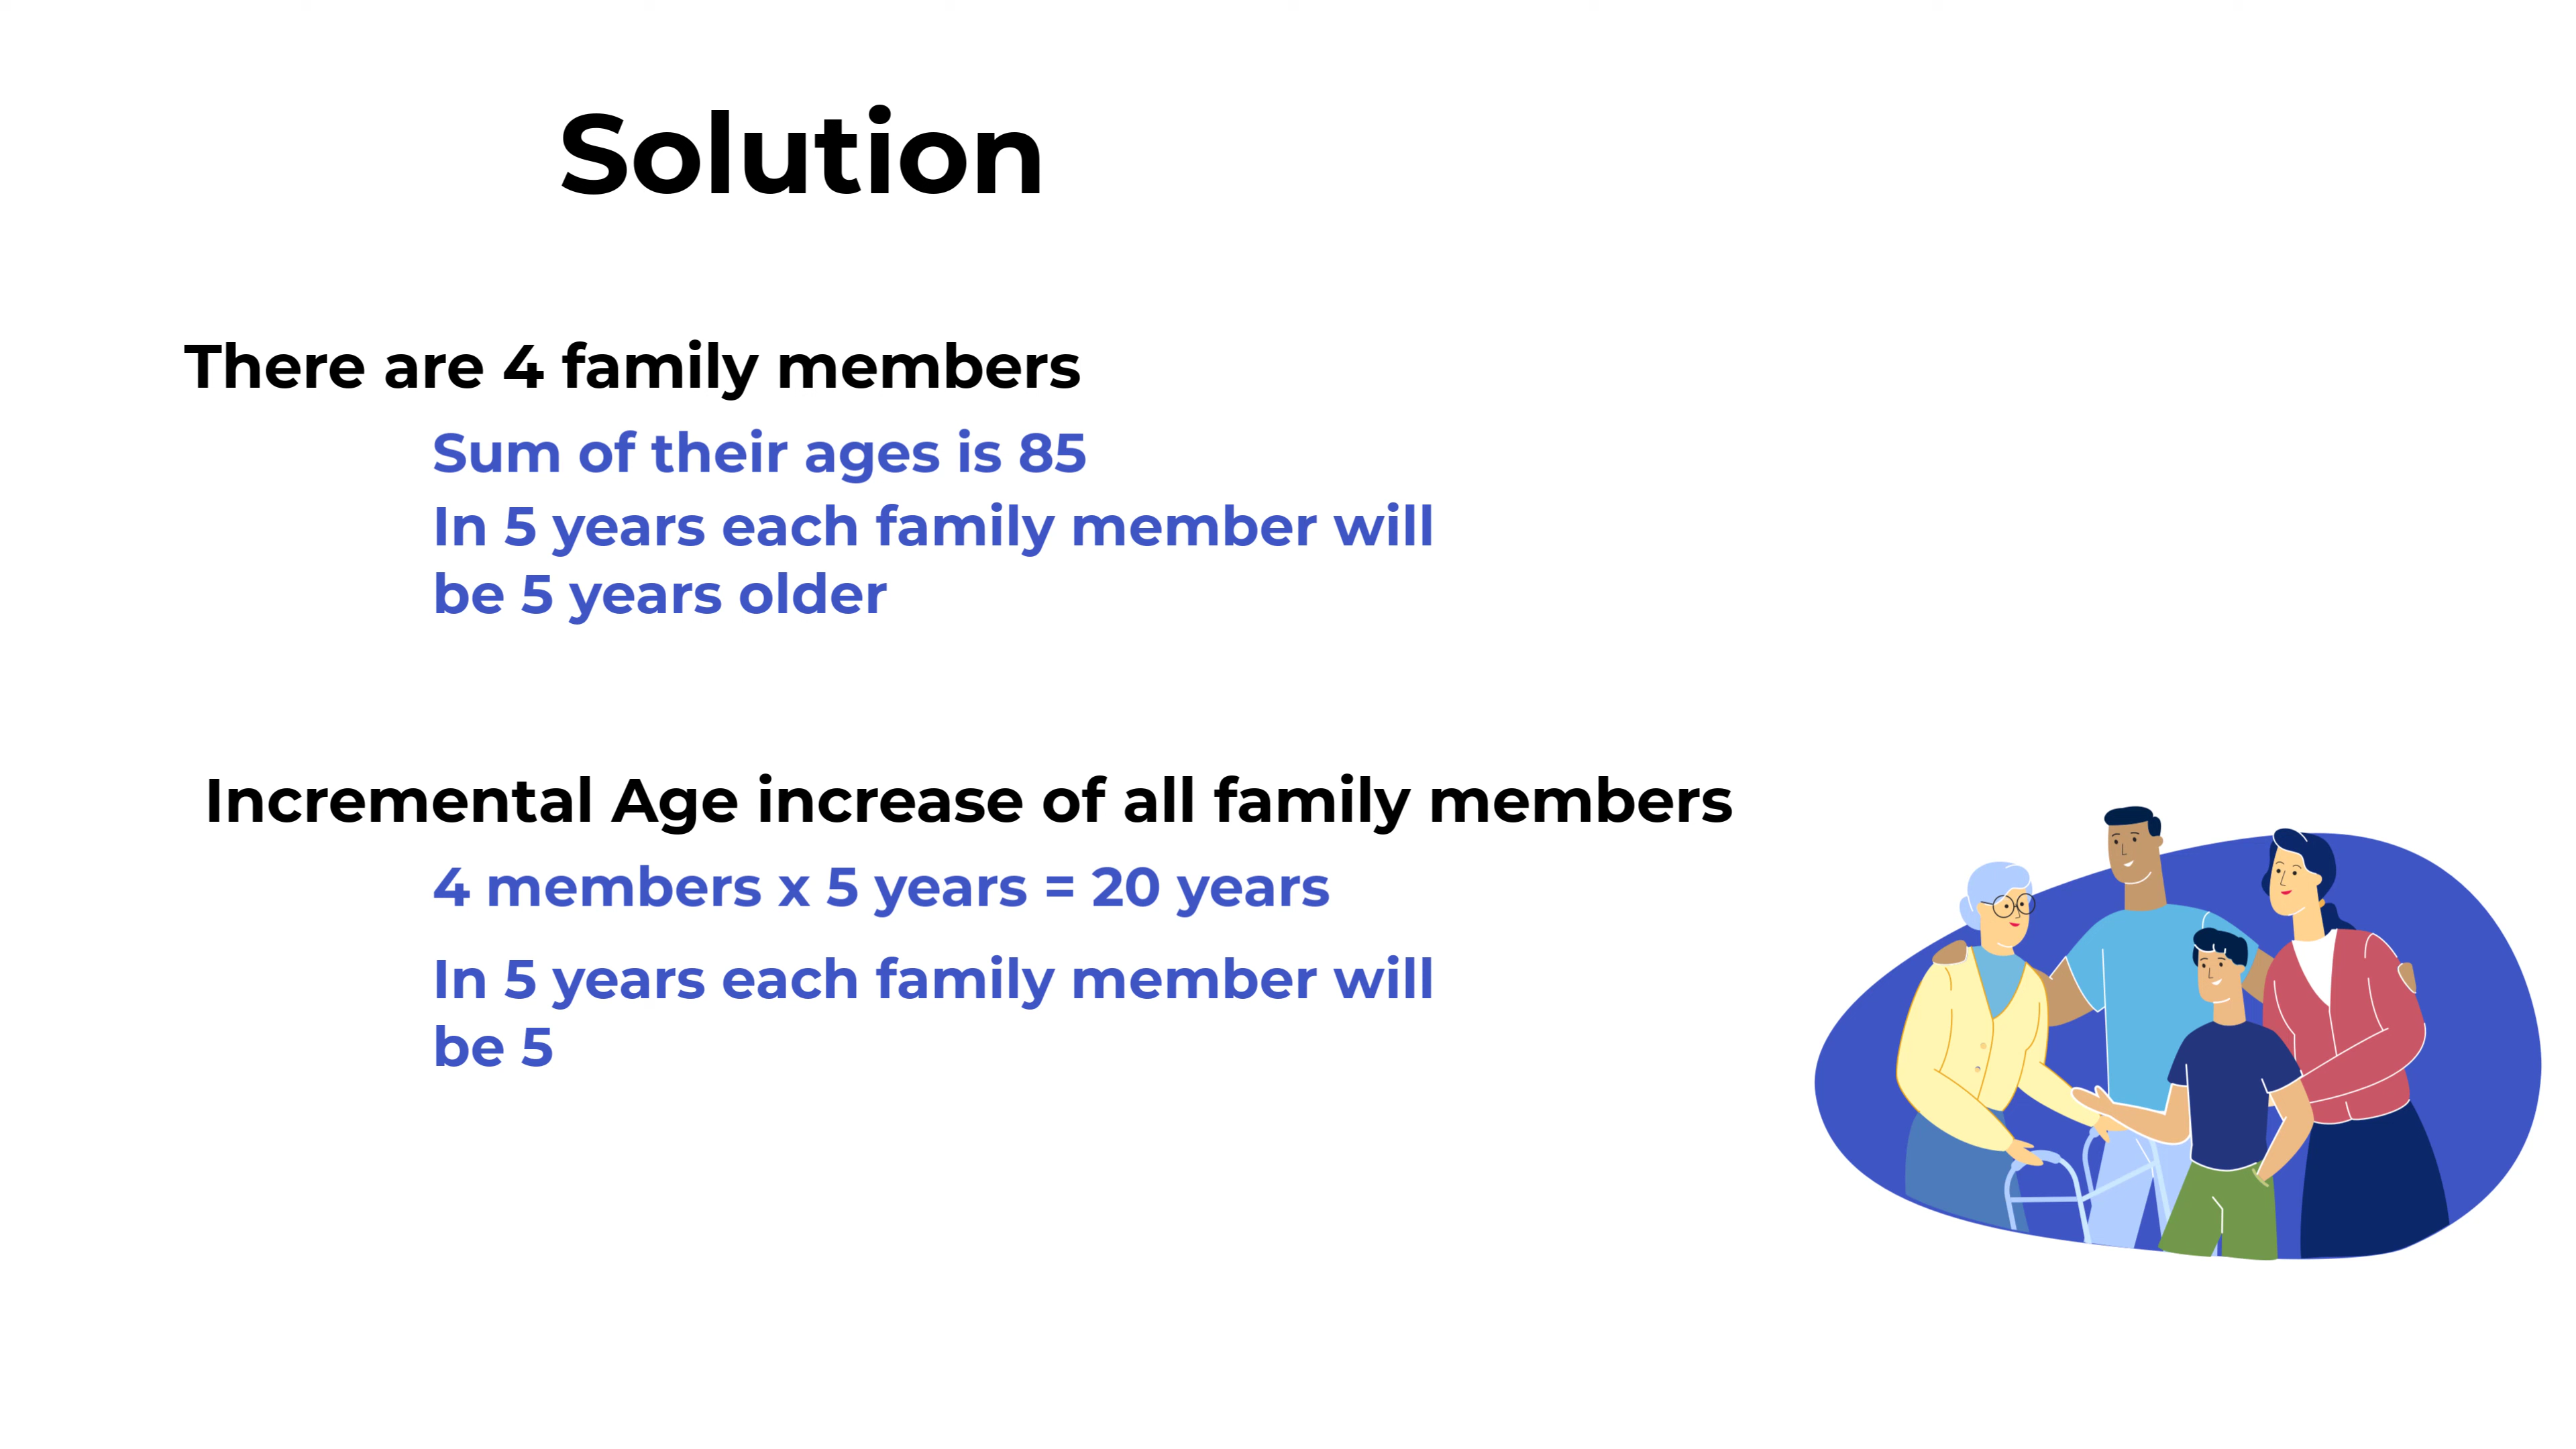 Solution
There are 4 family members
Sum of their ages is 85
In 5 years each family member will
be 5 years older
Incremental Age increase of all family members
4 members x 5 years = 20 years
In 5 years each family member will
be 5